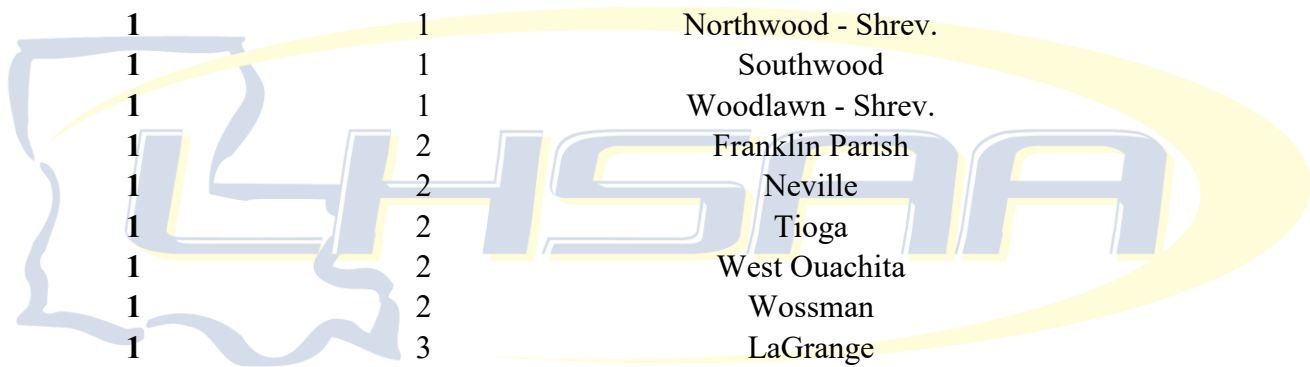 1 1 Northwood - Shrev.
1 1 Southwood
1 1 Woodlawn - Shrev.
1 2 Franklin Parish
1 2 Neville
1 2 Tioga
1 2 West Ouachita
1 2 Wossman
1 3 LaGrange
LHSAA